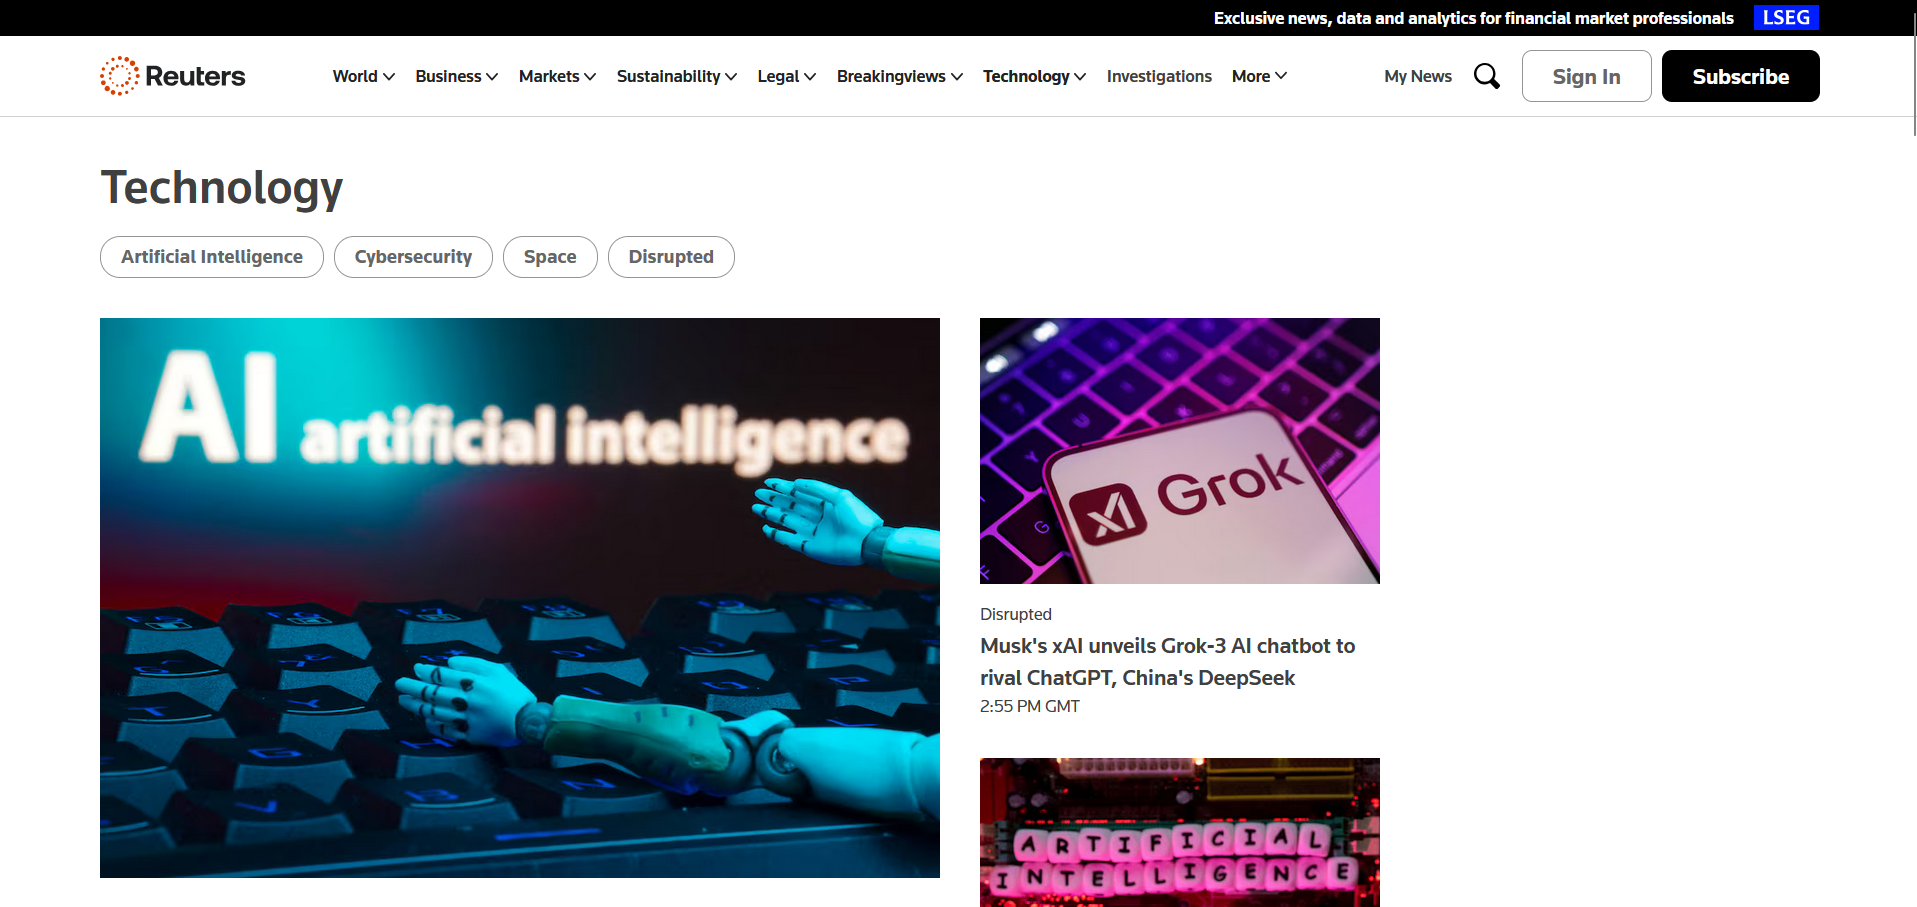 Exclusive news, data and analytics for financial market professionals LSEG
Reuters World Business Markets Sustainability Legal Breakingviews Technology Investigations More My News Sign In Subscribe
Technology
Artificial Intelligence Cybersecurity Space Disrupted
AI artificial intelligence
xI Grok
Disrupted
Musk's xAI unveils Grok-3 AI chatbot to
rival ChatGPT, China's DeepSeek
2:55 PM GMT
ARTIFICIAL
INTELLIGENCE